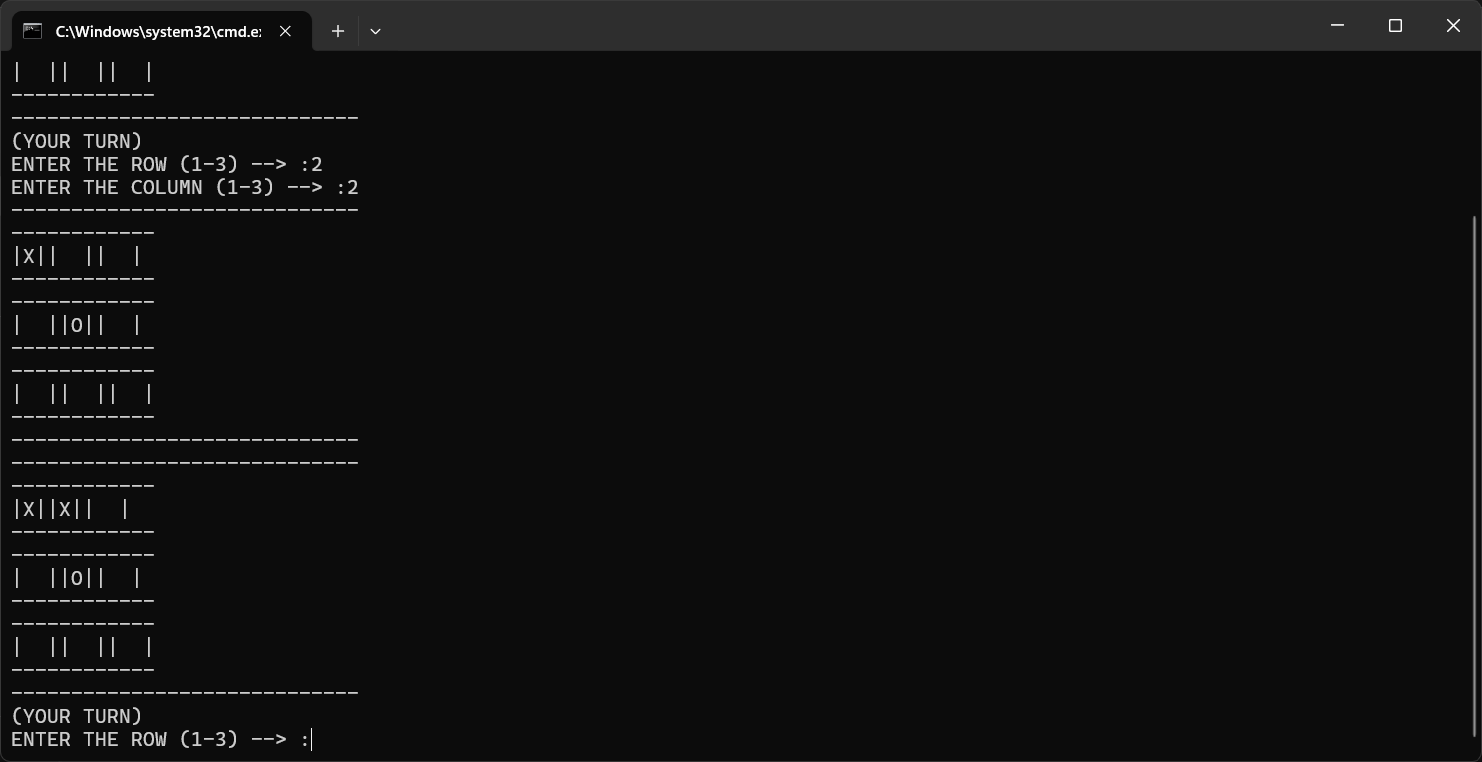 C:\Windows\system32\cmd.e
|  ||  ||  |
------------
-----------------------------
(YOUR TURN)
ENTER THE ROW (1-3) --> :2
ENTER THE COLUMN (1-3) --> :2
-----------------------------
------------
|X||  ||  |
------------
------------
|  ||O||  |
------------
------------
|  ||  ||  |
------------
-----------------------------
-----------------------------
------------
|X||X||  |
------------
------------
|  ||O||  |
------------
------------
|  ||  ||  |
------------
-----------------------------
(YOUR TURN)
ENTER THE ROW (1-3) --> :